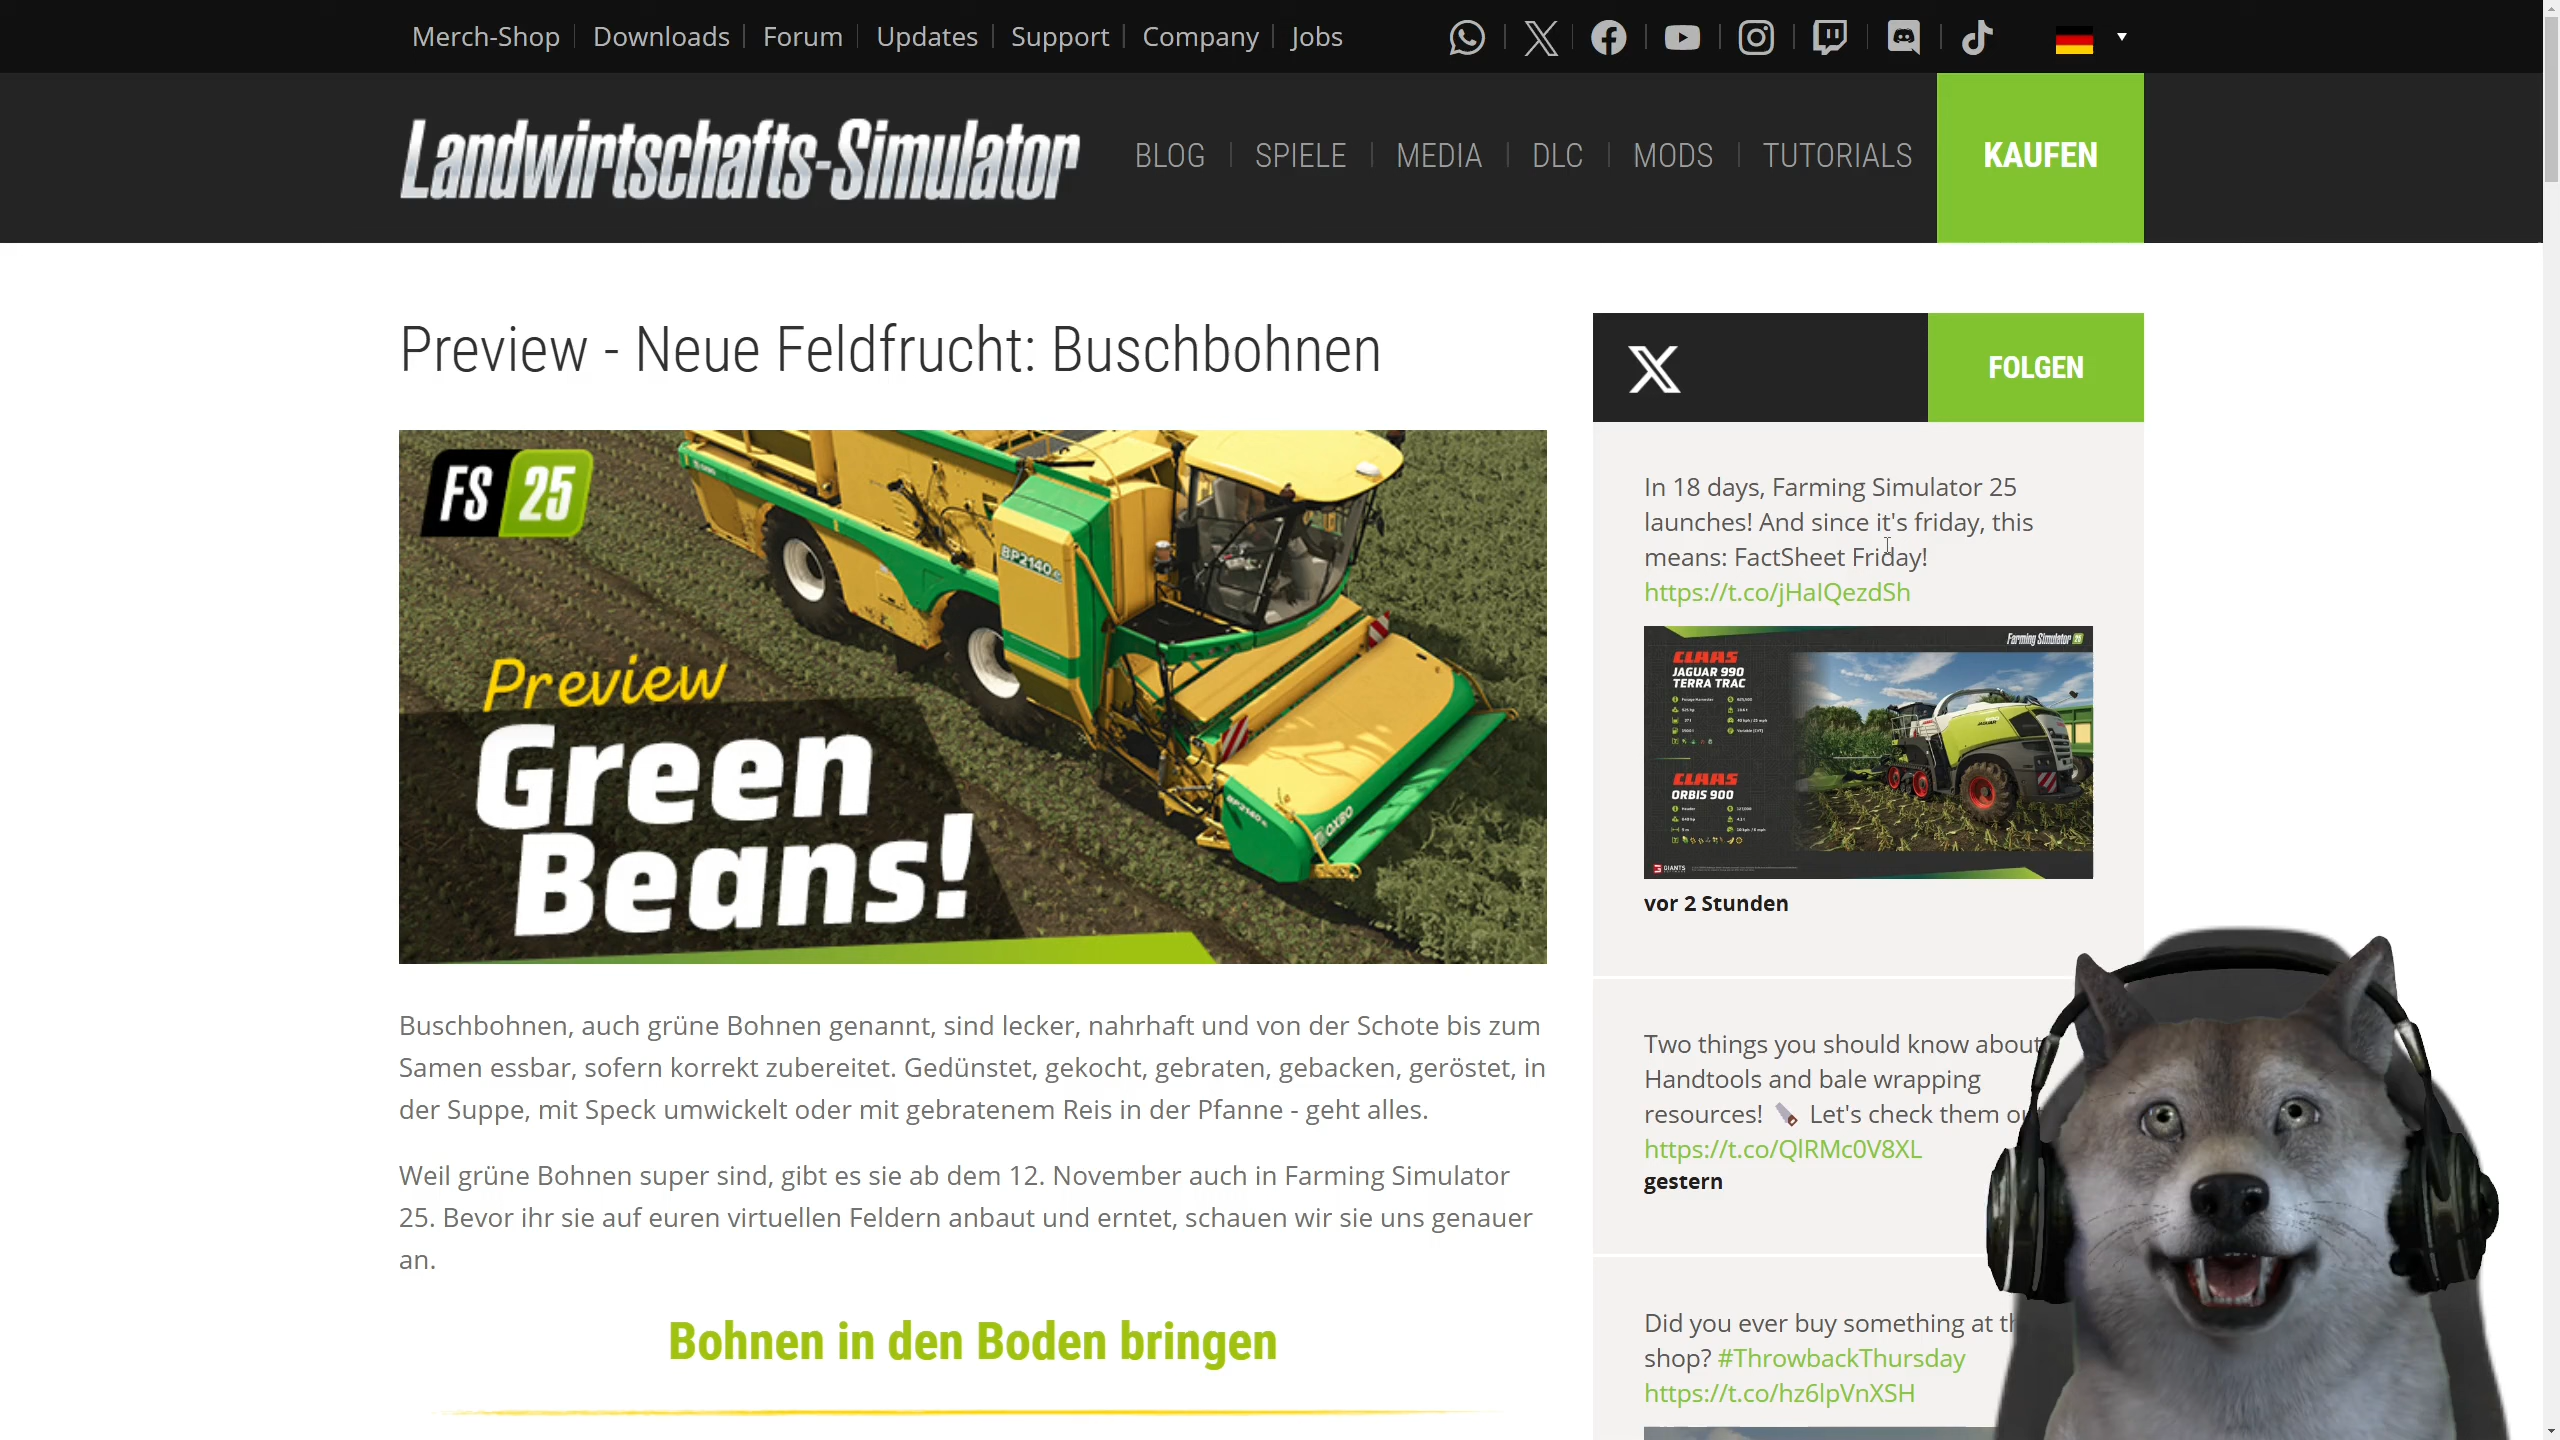 Merch-Shop
Downloads
Forum
Updates
Support
Company
Jobs
Landwirtschafts-Simulator
BLOG
SPIELE
MEDIA
DLC
MODS
TUTORIALS
KAUFEN
Preview - Neue Feldfrucht: Buschbohnen
FS 25
BP2140e
BP2140e
OXBO
Preview
Green
Beans!
Buschbohnen, auch grüne Bohnen genannt, sind lecker, nahrhaft und von der Schote bis zum
Samen essbar, sofern korrekt zubereitet. Gedünstet, gekocht, gebraten, gebacken, geröstet, in
der Suppe, mit Speck umwickelt oder mit gebratenem Reis in der Pfanne - geht alles.
Weil grüne Bohnen super sind, gibt es sie ab dem 12. November auch in Farming Simulator
25. Bevor ihr sie auf euren virtuellen Feldern anbaut und erntet, schauen wir sie uns genauer
an.
Bohnen in den Boden bringen
FOLGEN
In 18 days, Farming Simulator 25
launches! And since it's friday, this
means: FactSheet Friday!
https://t.co/jHalQezdSh
Farming Simulator 25
CLAAS
JAGUAR 990
TERRA TRAC
CLAAS
ORBIS 900
GIANTS
vor 2 Stunden
Two things you should know about
Handtools and bale wrapping
resources! Let's check them
https://t.co/QlRMc0V8XL
gestern
Did you ever buy something at
shop? #ThrowbackThursday
https://t.co/hz6lpVnXSH